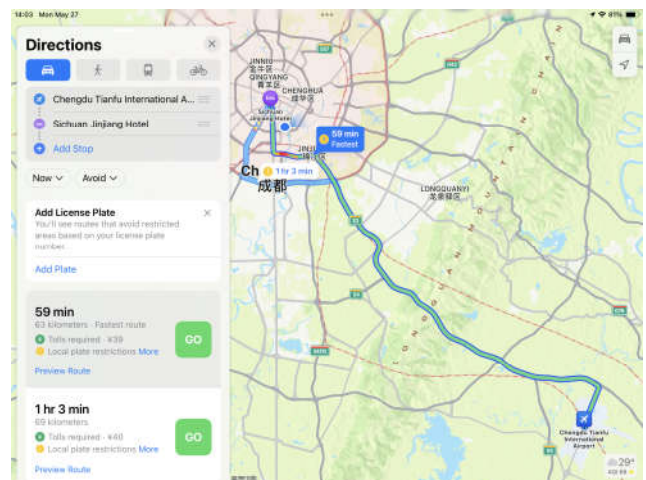 14:03 Mon May 27
81%
Directions
Chengdu Tianfu International A...
Sichuan Jinjiang Hotel
Add Stop
Now
Avoid
Add License Plate
You'll see routes that avoid restricted
areas based on your license plate
number.
Add Plate
59 min
63 kilometers · Fastest route
Tolls required · ¥39
Local plate restrictions More
Preview Route
GO
1 hr 3 min
69 kilometers
Tolls required · ¥40
Local plate restrictions More
Preview Route
GO
JINNIU
金牛区
QINGYANG
青羊区
CHENGHUA
成华区
Sichuan
Jinjiang Hotel
59 min
Fastest
JINJI
Ch
1 hr 3 min
成都
LONGQUANYI
龙泉驿区
Chengdu Tianfu
International
Airport
29°